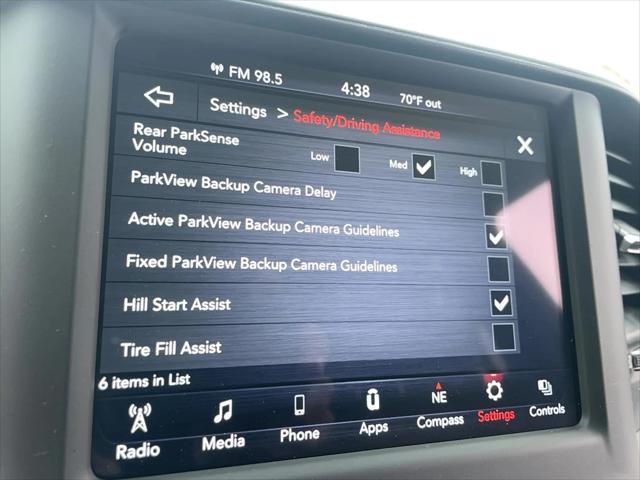 FM 98.5
4:38
70°F out
Settings > Safety/Driving Assistance
Rear ParkSense
Volume
Low
Med
High
ParkView Backup Camera Delay
Active ParkView Backup Camera Guidelines
Fixed ParkView Backup Camera Guidelines
Hill Start Assist
Tire Fill Assist
6 items in List
NE
Radio
Media
Phone
Apps
Compass
Settings
Controls